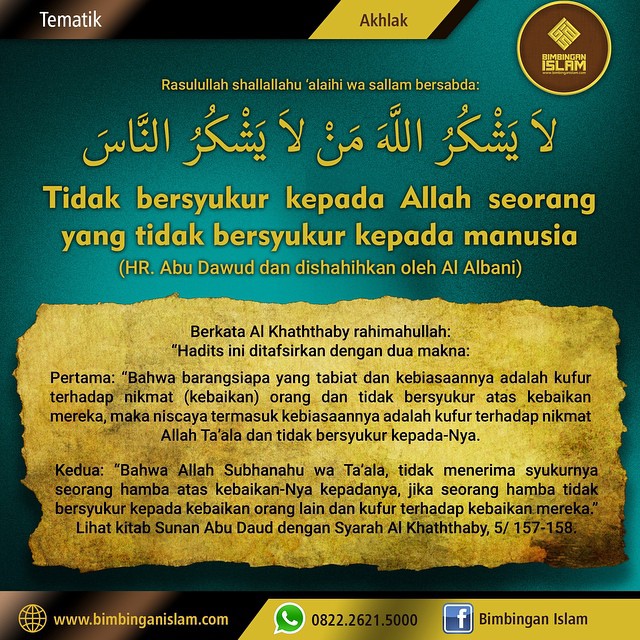 Tematik
Akhlak
BIMBINGAN
ISLAM
www.bimbinganislam.com
Rasulullah shallallahu ‘alaihi wa sallam bersabda:
لاَ يَشْكُرُ اللَّهَ مَنْ لاَ يَشْكُرُ النَّاسَ
Tidak bersyukur kepada Allah seorang
yang tidak bersyukur kepada manusia
(HR. Abu Dawud dan dishahihkan oleh Al Albani)
Berkata Al Khaththaby rahimahullah:
“Hadits ini ditafsirkan dengan dua makna:
Pertama: “Bahwa barangsiapa yang tabiat dan kebiasaannya adalah kufur
terhadap nikmat (kebaikan) orang dan tidak bersyukur atas kebaikan
mereka, maka niscaya termasuk kebiasaannya adalah kufur terhadap nikmat
Allah Ta’ala dan tidak bersyukur kepada-Nya.
Kedua: “Bahwa Allah Subhanahu wa Ta’ala, tidak menerima syukurnya
seorang hamba atas kebaikan-Nya kepadanya, jika seorang hamba tidak
bersyukur kepada kebaikan orang lain dan kufur terhadap kebaikan mereka.”
Lihat kitab Sunan Abu Daud dengan Syarah Al Khaththaby, 5/ 157-158.
www.bimbinganislam.com
0822.2621.5000
f
Bimbingan Islam